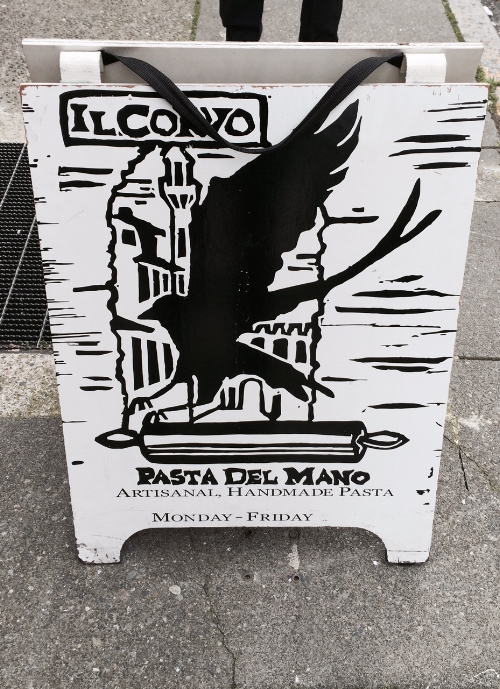 IL CORVO
PASTA DEL MANO
ARTISANAL, HANDMADE PASTA
MONDAY-FRIDAY